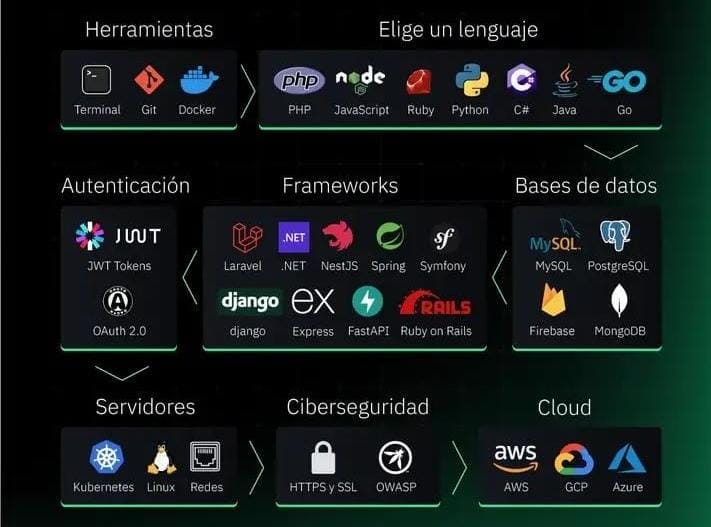 Herramientas
Elige un lenguaje
>_
php
node
JS
GO
Terminal
Git
Docker
PHP
JavaScript
Ruby
Python
C#
Java
Go
Autenticación
Frameworks
Bases de datos
JWT
.NET
sf
MySQL.
JWT Tokens
Laravel
.NET
NestJS
Spring
Symfony
MySQL
PostgreSQL
django
ex
RAILS
OAuth 2.0
django
Express
FastAPI
Ruby on Rails
Firebase
MongoDB
Servidores
Ciberseguridad
Cloud
aws
Kubernetes
Linux
Redes
HTTPS y SSL
OWASP
AWS
GCP
Azure